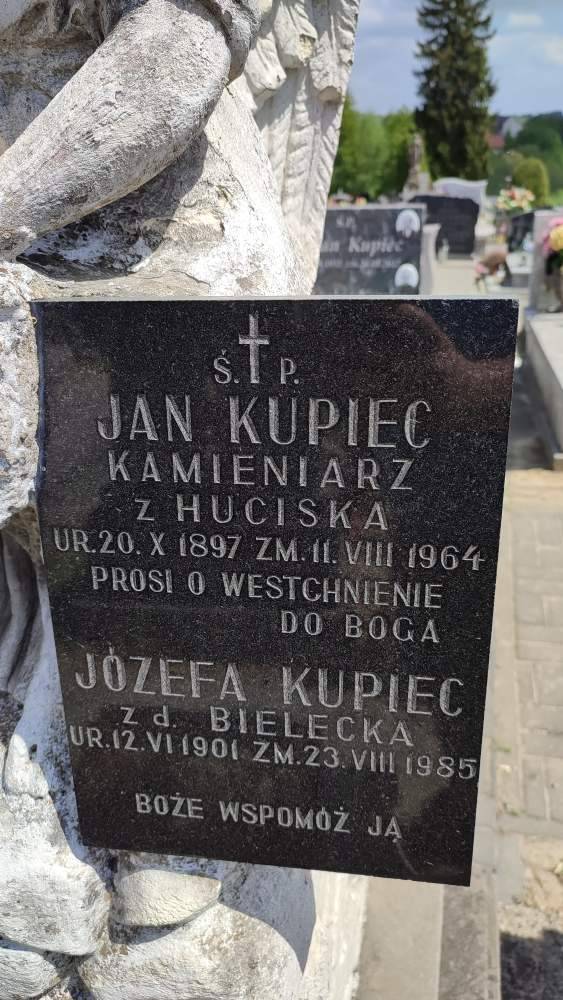 Ś. P.
JAN KUPIEC
KAMIENIARZ
Z HUCISKA
UR.20.X 1897 ZM.11.VIII 1964
PROSI O WESTCHNIENIE
DO BOGA
JÓZEFA KUPIEC
z d. BIELECKA
UR.12.VI 1901 ZM.23.VIII 1985
BOŻE WSPOMÓŻ JĄ
Kupiec